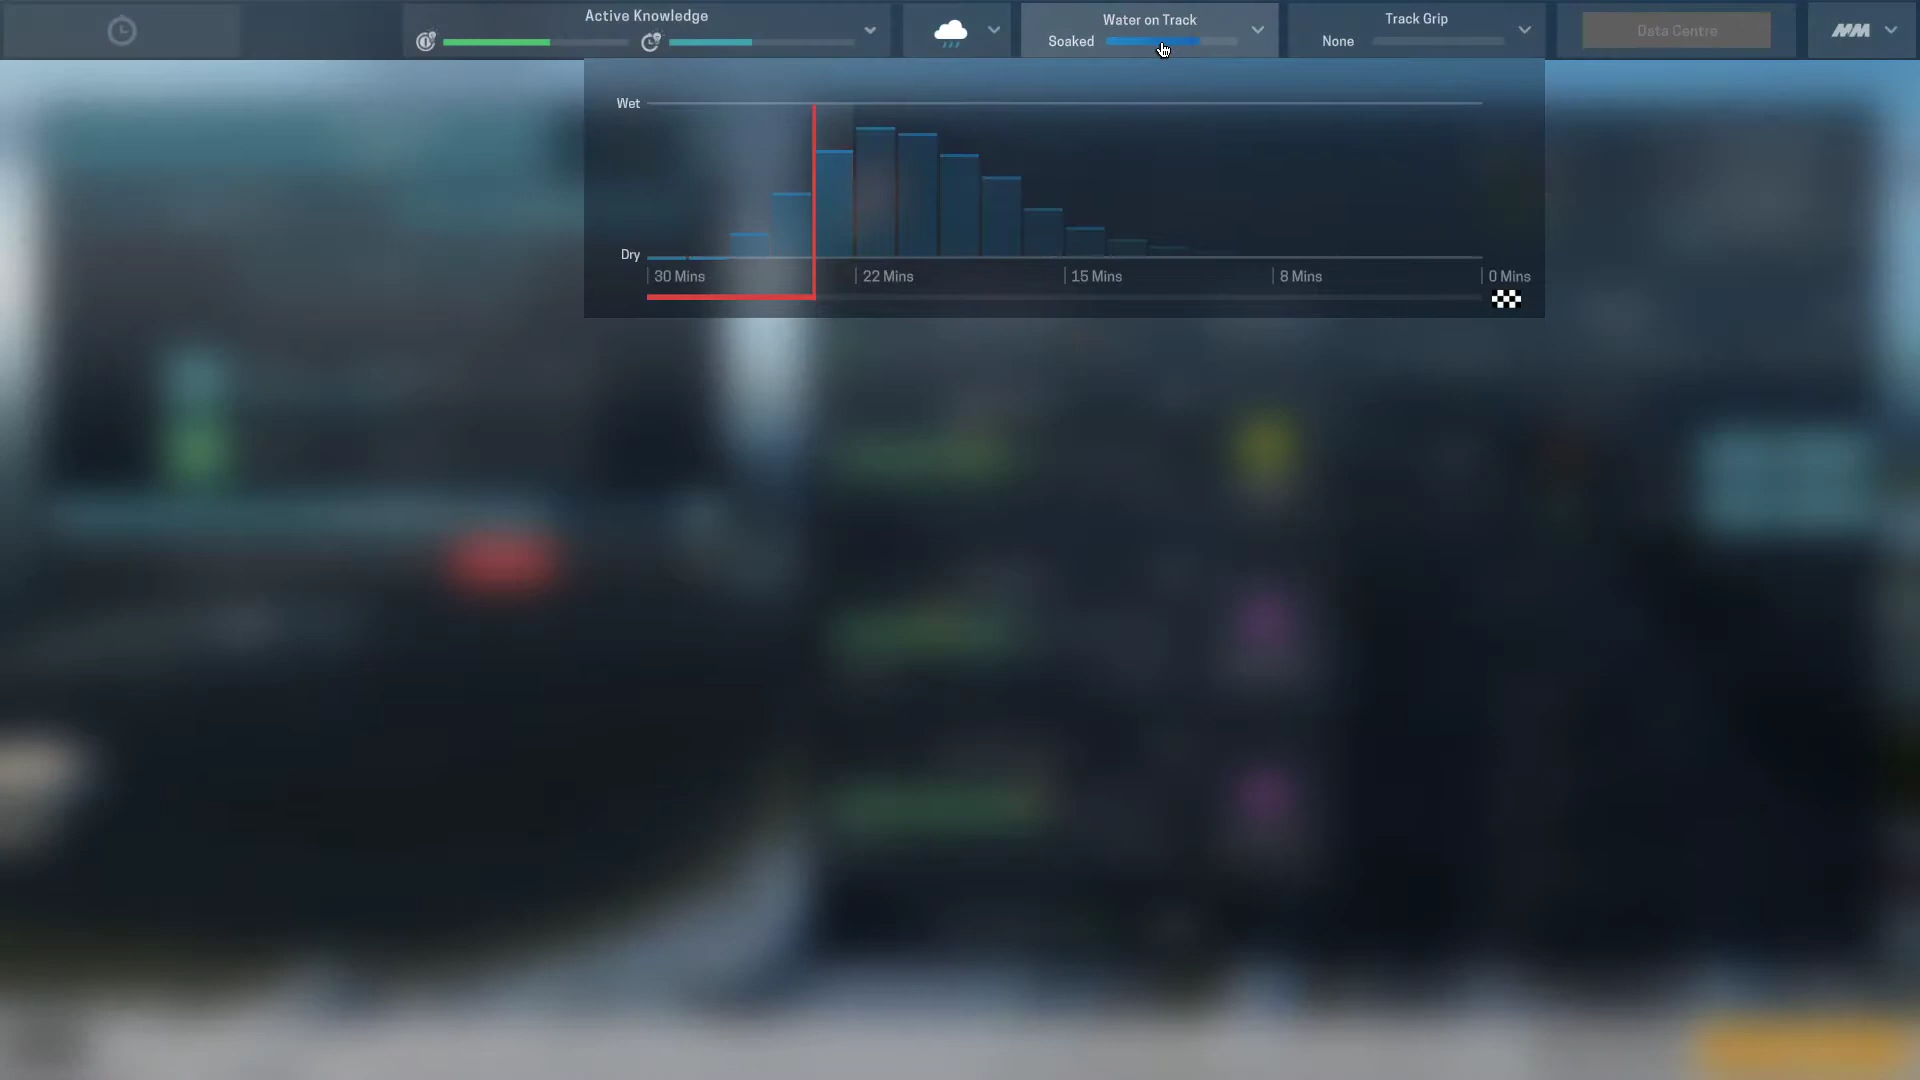 Active Knowledge
Water on Track
Soaked
Track Grip
None
Data Centre
Wet
Dry
30 Mins
22 Mins
15 Mins
8 Mins
0 Mins